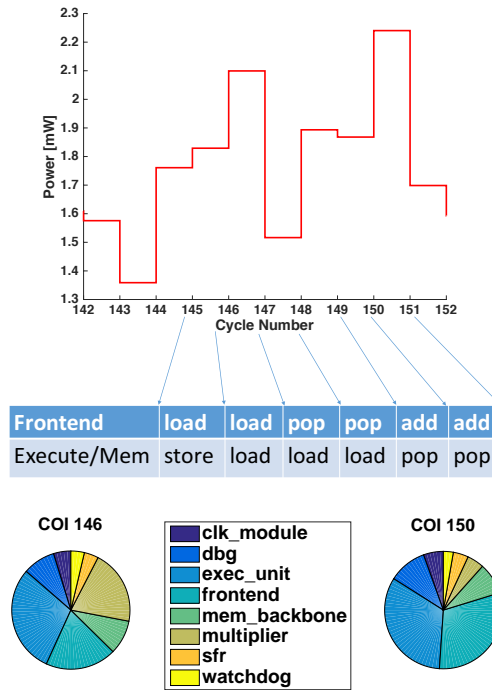 2.3
2.2
2.1
2
1.9
1.8
1.7
1.6
1.5
1.4
1.3
Power [mW]
142 143 144 145 146 147 148 149 150 151 152
Cycle Number
Frontend load load pop pop add add
Execute/Mem store load load load pop pop
COI 146
clk_module
dbg
exec_unit
frontend
mem_backbone
multiplier
sfr
watchdog
COI 150